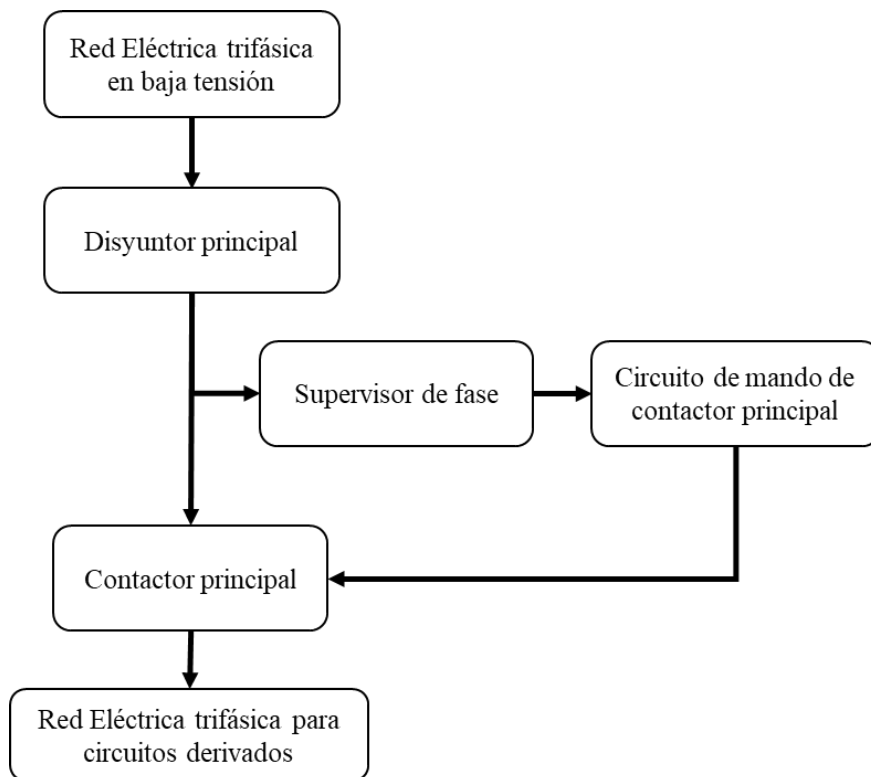 Red Eléctrica trifásica
en baja tensión
Disyuntor principal
Supervisor de fase
Circuito de mando de
contactor principal
Contactor principal
Red Eléctrica trifásica para
circuitos derivados